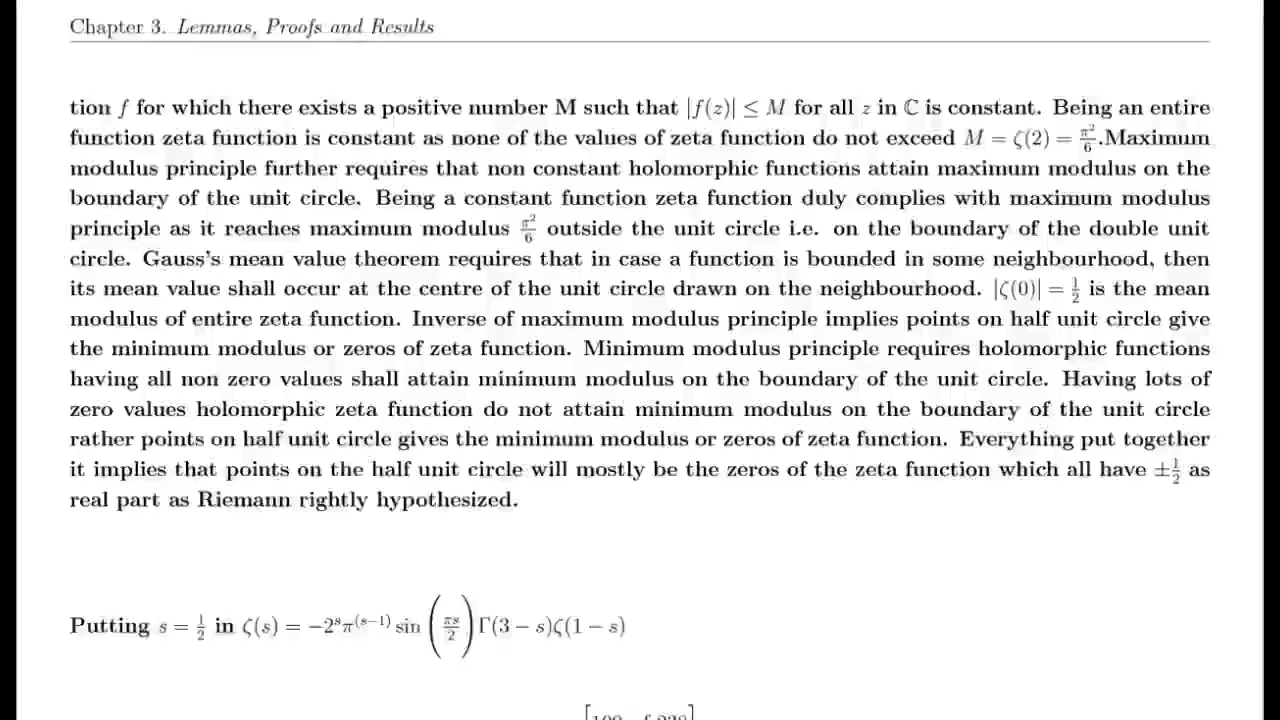 Chapter 3. Lemmas, Proofs and Results
tion f for which there exists a positive number M such that |f(z)| ≤ M for all z in ℂ is constant. Being an entire
function zeta function is constant as none of the values of zeta function do not exceed M = ζ(2) = π²/6.Maximum
modulus principle further requires that non constant holomorphic functions attain maximum modulus on the
boundary of the unit circle. Being a constant function zeta function duly complies with maximum modulus
principle as it reaches maximum modulus π²/6 outside the unit circle i.e. on the boundary of the double unit
circle. Gauss's mean value theorem requires that in case a function is bounded in some neighbourhood, then
its mean value shall occur at the centre of the unit circle drawn on the neighbourhood. |ζ(0)| = 1/2 is the mean
modulus of entire zeta function. Inverse of maximum modulus principle implies points on half unit circle give
the minimum modulus or zeros of zeta function. Minimum modulus principle requires holomorphic functions
having all non zero values shall attain minimum modulus on the boundary of the unit circle. Having lots of
zero values holomorphic zeta function do not attain minimum modulus on the boundary of the unit circle
rather points on half unit circle gives the minimum modulus or zeros of zeta function. Everything put together
it implies that points on the half unit circle will mostly be the zeros of the zeta function which all have ±1/2 as
real part as Riemann rightly hypothesized.
Putting s = 1/2 in ζ(s) = −2ˢπ⁽ˢ⁻¹⁾ sin(πs/2)Γ(3 − s)ζ(1 − s)